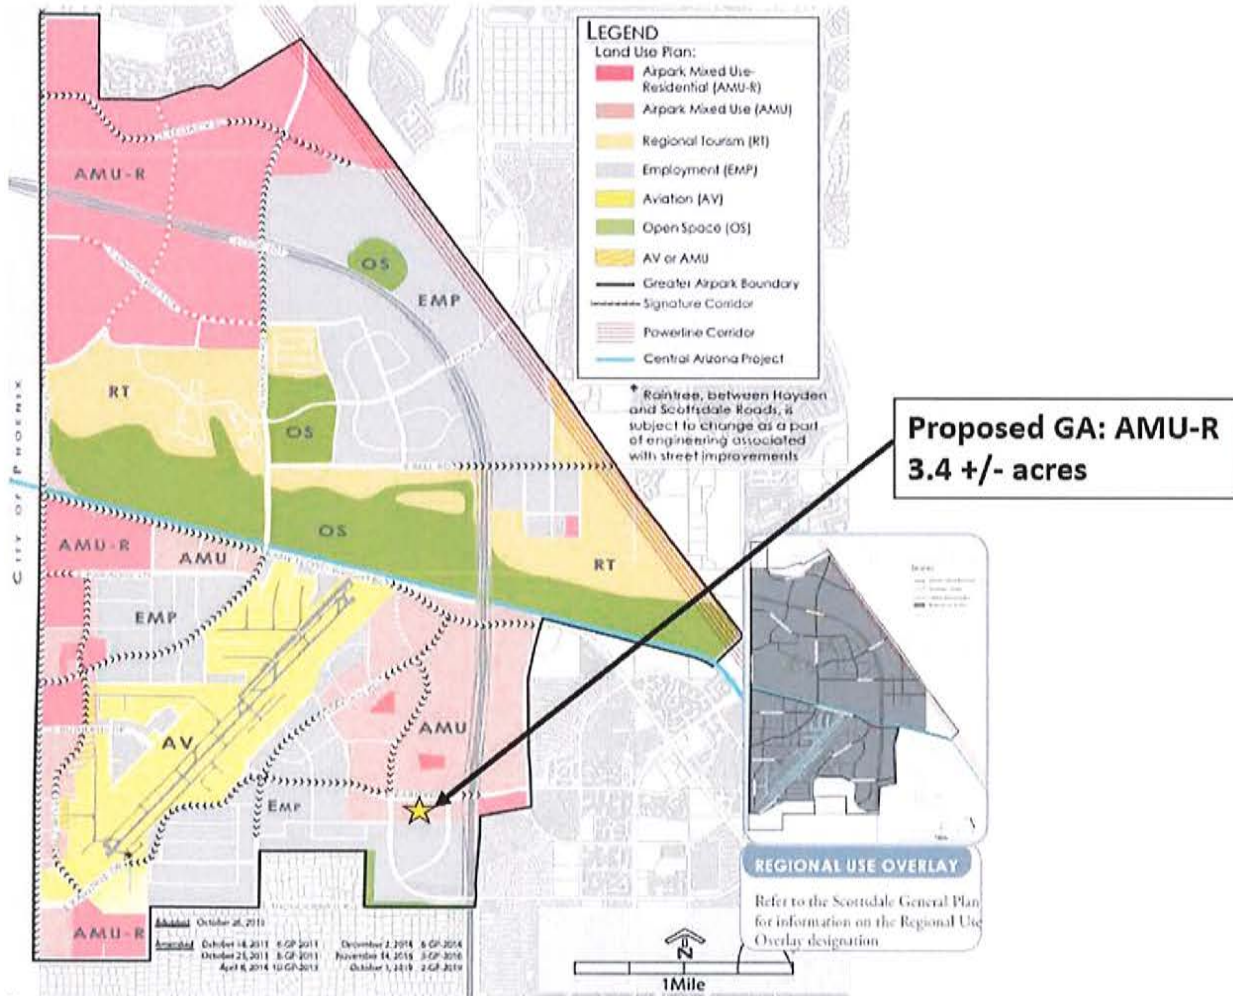 LEGEND
Land Use Plan:
Airpark Mixed Use-
Residential (AMU-R)
Airpark Mixed Use (AMU)
Regional Tourism (RT)
Employment (EMP)
Aviation (AV)
Open Space (OS)
AV or AMU
Greater Airpark Boundary
Signature Corridor
Powerline Corridor
Central Arizona Project
* Raintree, between Hayden
and Scottsdale Roads, is
subject to change as a part
of engineering associated
with street improvements
Proposed GA: AMU-R
3.4 +/- acres
AMU-R
OS
EMP
RT
OS
CITY OF PHOENIX
OS
AMU-R
AMU
RT
EMP
AMU
AV
EMP
AMU-R
REGIONAL USE OVERLAY
Refer to the Scottsdale General Plan
for information on the Regional Use
Overlay designation
Adopted October 26, 2010
Amended
N
1Mile